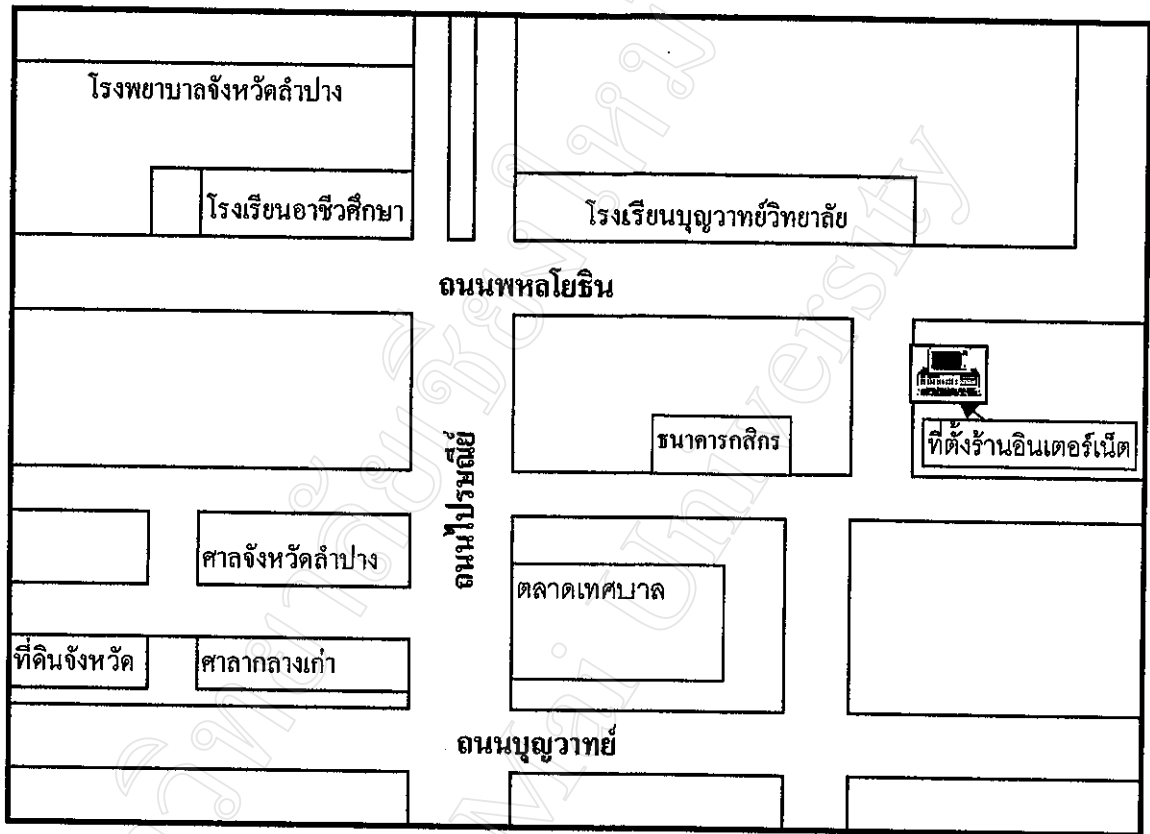 โรงพยาบาลจังหวัดลำปาง
โรงเรียนอาชีวศึกษา
โรงเรียนบุญวาทย์วิทยาลัย
ถนนพหลโยธิน
ธนาคารกสิกร
ที่ตั้งร้านอินเตอร์เน็ต
ถนนไปรษณีย์
ศาลจังหวัดลำปาง
ตลาดเทศบาล
ที่ดินจังหวัด
ศาลากลางเก่า
ถนนบุญวาทย์